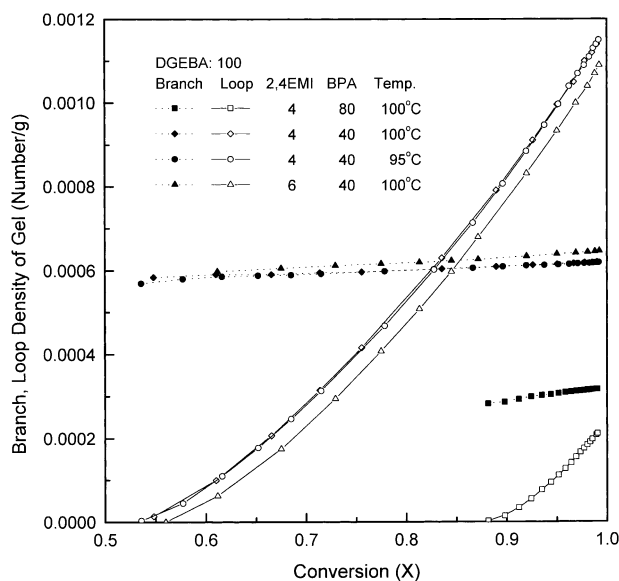 DGEBA: 100
Branch Loop 2,4EMI BPA Temp.
4 80 100°C
4 40 100°C
4 40 95°C
6 40 100°C
Branch, Loop Density of Gel (Number/g)
0.0012
0.0010
0.0008
0.0006
0.0004
0.0002
0.0000
0.5 0.6 0.7 0.8 0.9 1.0
Conversion (X)